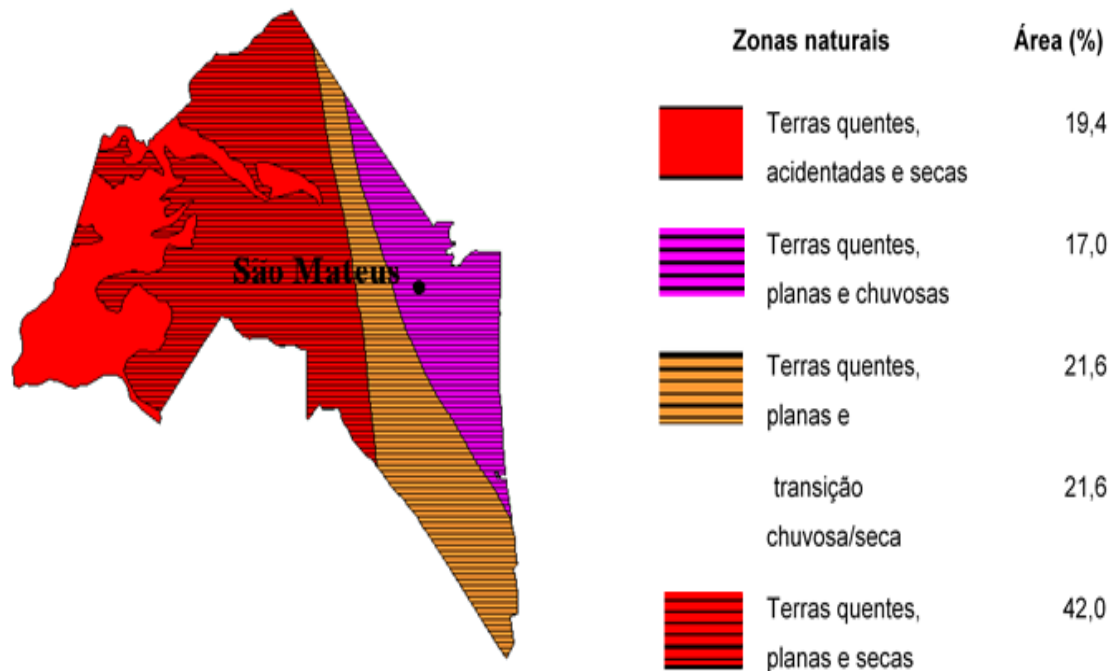 Zonas naturais Área (%)
Terras quentes, 19,4
acidentadas e secas
Terras quentes, 17,0
planas e chuvosas
São Mateus
Terras quentes, 21,6
planas e
transição 21,6
chuvosa/seca
Terras quentes, 42,0
planas e secas